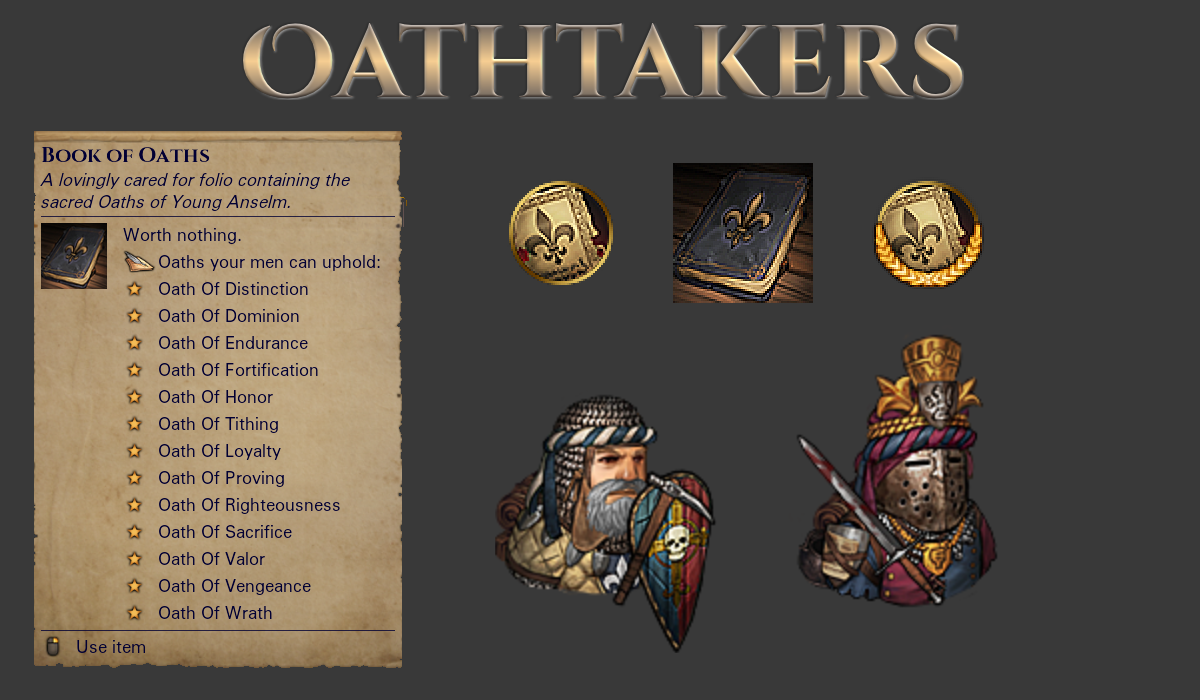 OATHTAKERS
BOOK OF OATHS
A lovingly cared for folio containing the
sacred Oaths of Young Anselm.
Worth nothing.
Oaths your men can uphold:
Oath Of Distinction
Oath Of Dominion
Oath Of Endurance
Oath Of Fortification
Oath Of Honor
Oath Of Tithing
Oath Of Loyalty
Oath Of Proving
Oath Of Righteousness
Oath Of Sacrifice
Oath Of Valor
Oath Of Vengeance
Oath Of Wrath
Use item